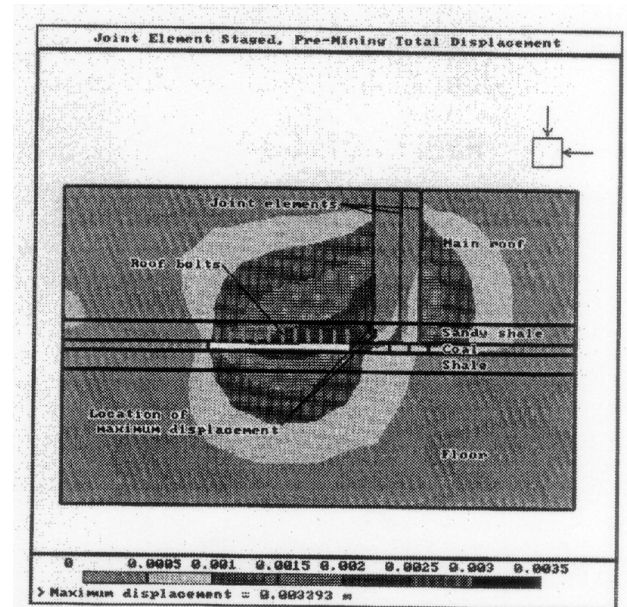 Joint Element Staged, Pre-Mining Total Displacement
Joint elements
Main roof
Roof bolts
Sandy shale
Coal
Shale
Location of
maximum displacement
Floor
0 0.0005 0.001 0.0015 0.002 0.0025 0.003 0.0035
> Maximum displacement = 0.003293 m